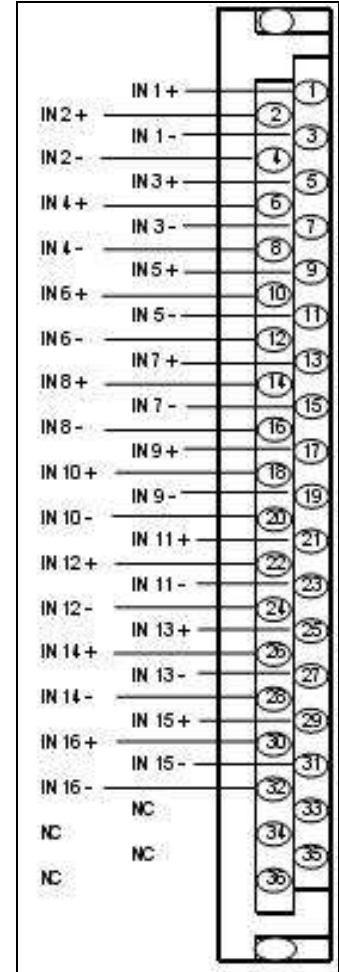 IN 1 + 1
IN 2 + 2
IN 1 - 3
IN 2 - 4
IN 3 + 5
IN 4 + 6
IN 3 - 7
IN 4 - 8
IN 5 + 9
IN 6 + 10
IN 5 - 11
IN 6 - 12
IN 7 + 13
IN 8 + 14
IN 7 - 15
IN 8 - 16
IN 9 + 17
IN 10 + 18
IN 9 - 19
IN 10 - 20
IN 11 + 21
IN 12 + 22
IN 11 - 23
IN 12 - 24
IN 13 + 25
IN 14 + 26
IN 13 - 27
IN 14 - 28
IN 15 + 29
IN 16 + 30
IN 15 - 31
IN 16 - 32
NC 33
NC 34
NC 35
NC 36